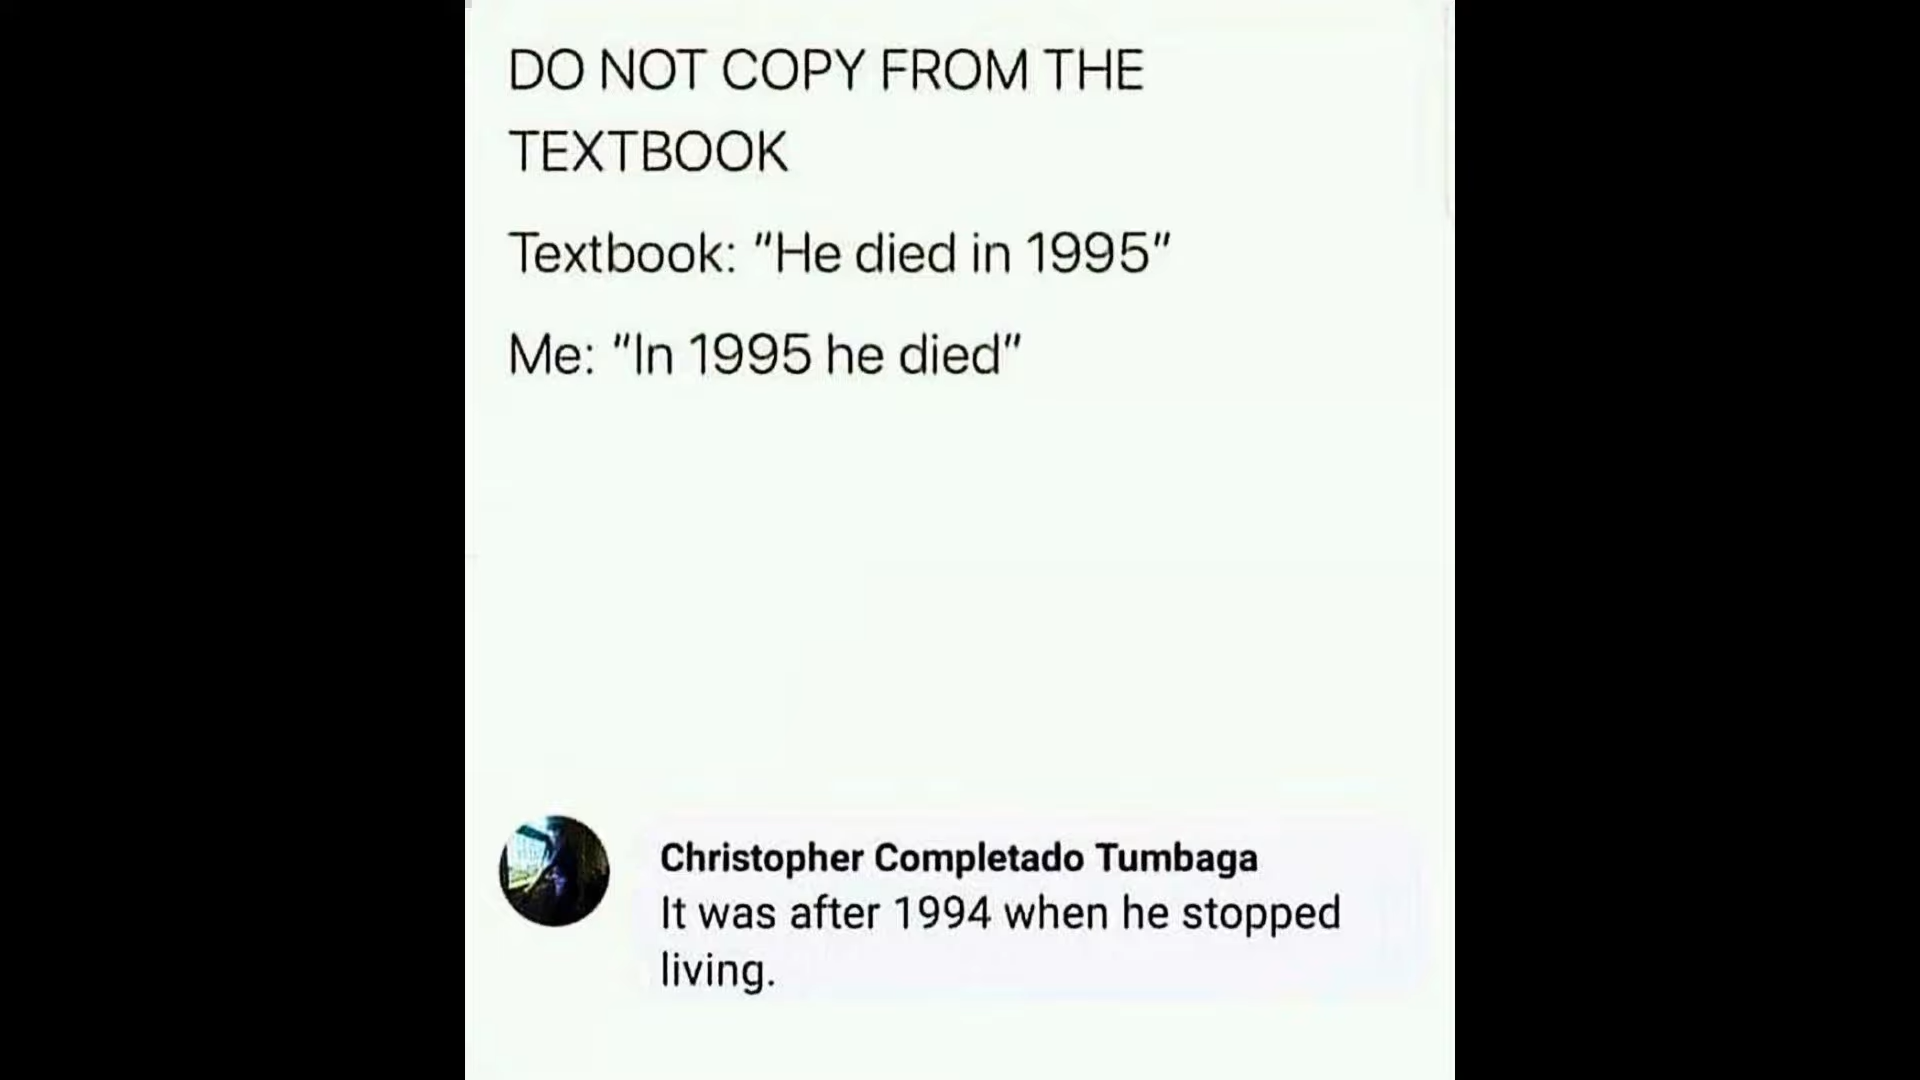 DO NOT COPY FROM THE
TEXTBOOK
Textbook: "He died in 1995"
Me: "In 1995 he died"
Christopher Completado Tumbaga
It was after 1994 when he stopped
living.